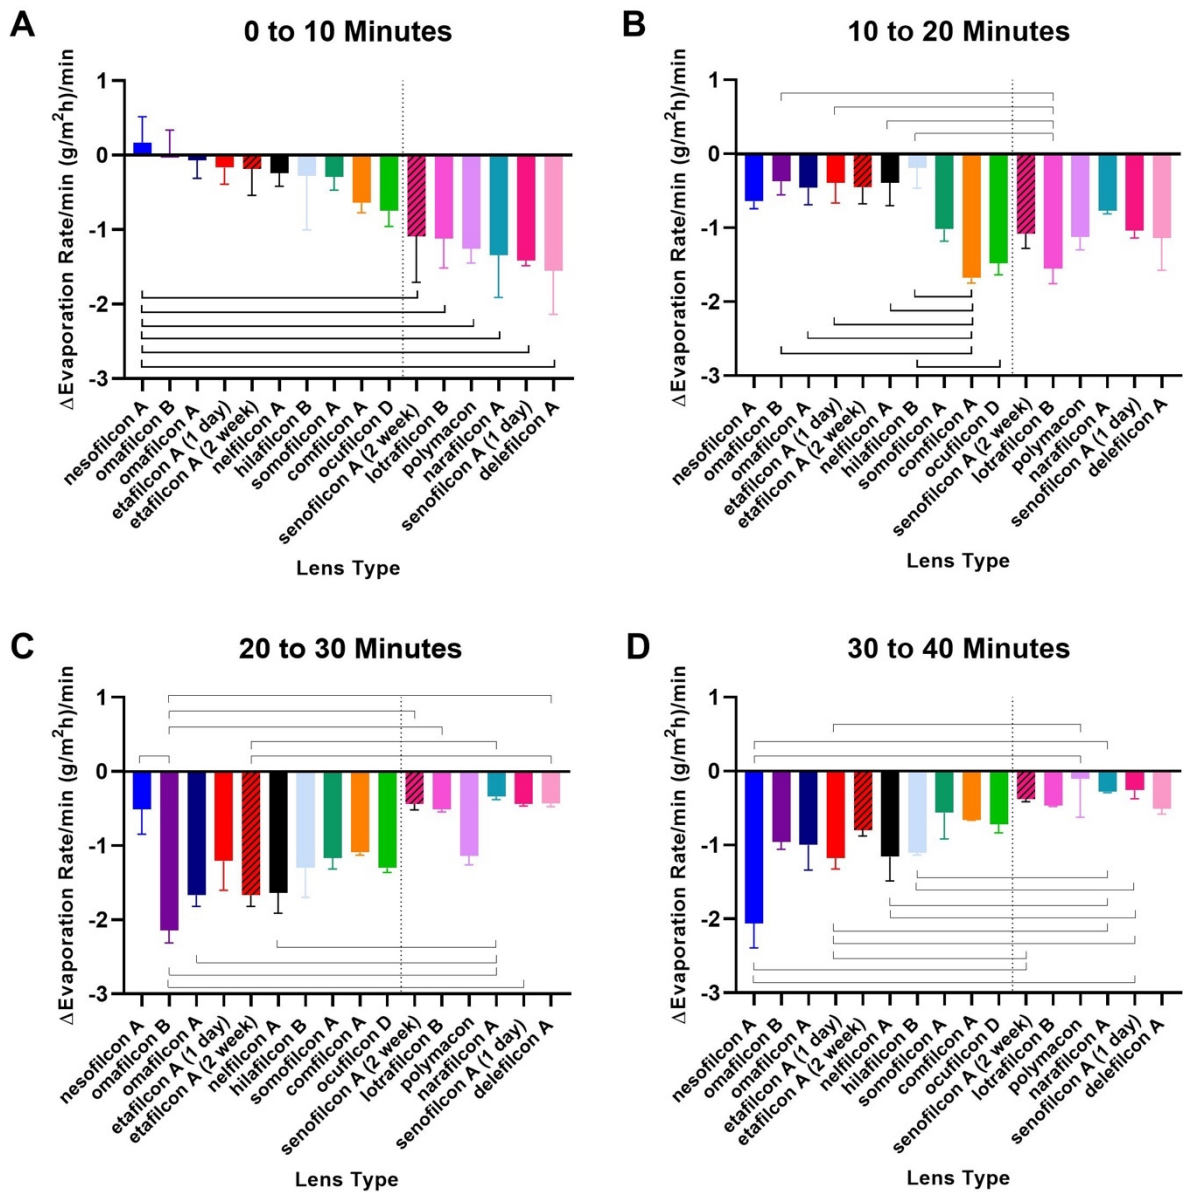 A
0 to 10 Minutes
ΔEvaporation Rate/min (g/m²h)/min
1
0
-1
-2
-3
nesofilcon A
omafilcon B
omafilcon A
etafilcon A (1 day)
etafilcon A (2 week)
nelfilcon A
hilafilcon B
somofilcon A
comfilcon A
ocufilcon D
senofilcon A (2 week)
lotrafilcon B
polymacon
narafilcon A
senofilcon A (1 day)
delefilcon A
Lens Type
B
10 to 20 Minutes
ΔEvaporation Rate/min (g/m²h)/min
1
0
-1
-2
-3
nesofilcon A
omafilcon B
omafilcon A
etafilcon A (1 day)
etafilcon A (2 week)
nelfilcon A
hilafilcon B
somofilcon A
comfilcon A
ocufilcon D
senofilcon A (2 week)
lotrafilcon B
polymacon
narafilcon A
senofilcon A (1 day)
delefilcon A
Lens Type
C
20 to 30 Minutes
ΔEvaporation Rate/min (g/m²h)/min
1
0
-1
-2
-3
nesofilcon A
omafilcon B
omafilcon A
etafilcon A (1 day)
etafilcon A (2 week)
nelfilcon A
hilafilcon B
somofilcon A
comfilcon A
ocufilcon D
senofilcon A (2 week)
lotrafilcon B
polymacon
narafilcon A
senofilcon A (1 day)
delefilcon A
Lens Type
D
30 to 40 Minutes
ΔEvaporation Rate/min (g/m²h)/min
1
0
-1
-2
-3
nesofilcon A
omafilcon B
omafilcon A
etafilcon A (1 day)
etafilcon A (2 week)
nelfilcon A
hilafilcon B
somofilcon A
comfilcon A
ocufilcon D
senofilcon A (2 week)
lotrafilcon B
polymacon
narafilcon A
senofilcon A (1 day)
delefilcon A
Lens Type